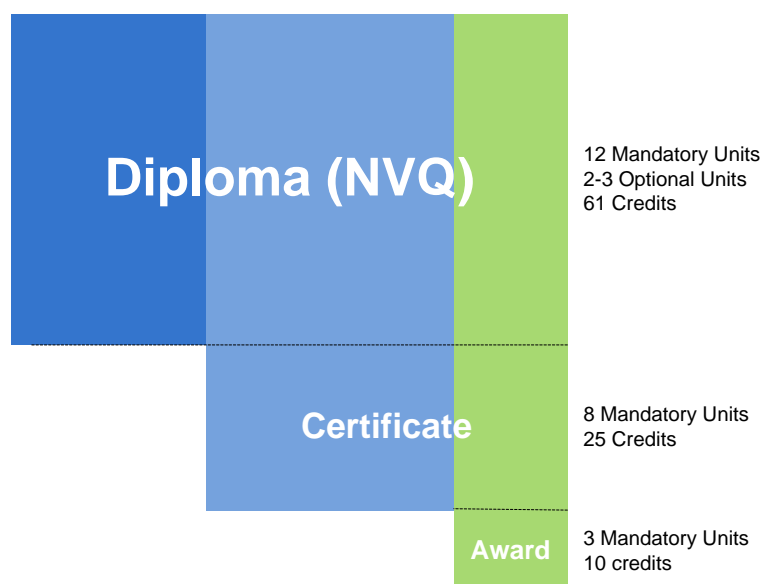 Diploma (NVQ)
12 Mandatory Units
2-3 Optional Units
61 Credits
Certificate
8 Mandatory Units
25 Credits
Award
3 Mandatory Units
10 credits